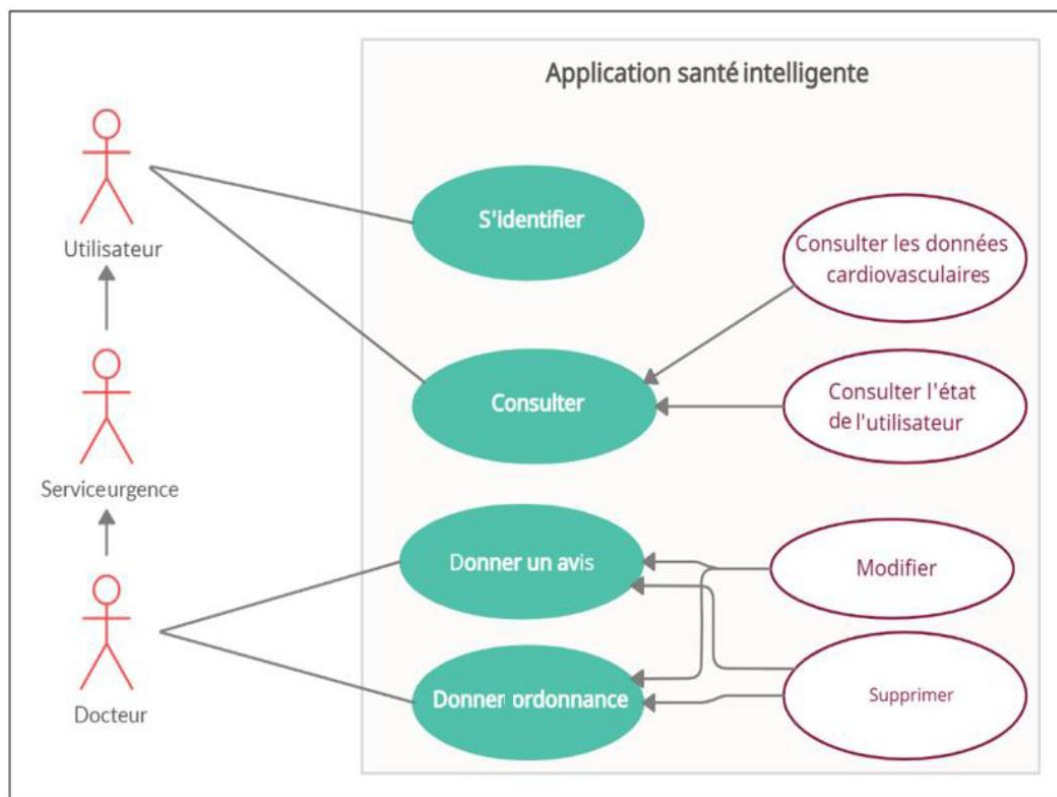 Application santé intelligente
Utilisateur
S'identifier
Consulter les données
cardiovasculaires
Serviceurgence
Consulter
Consulter l'état
de l'utilisateur
Donner un avis
Modifier
Docteur
Donner ordonnance
Supprimer